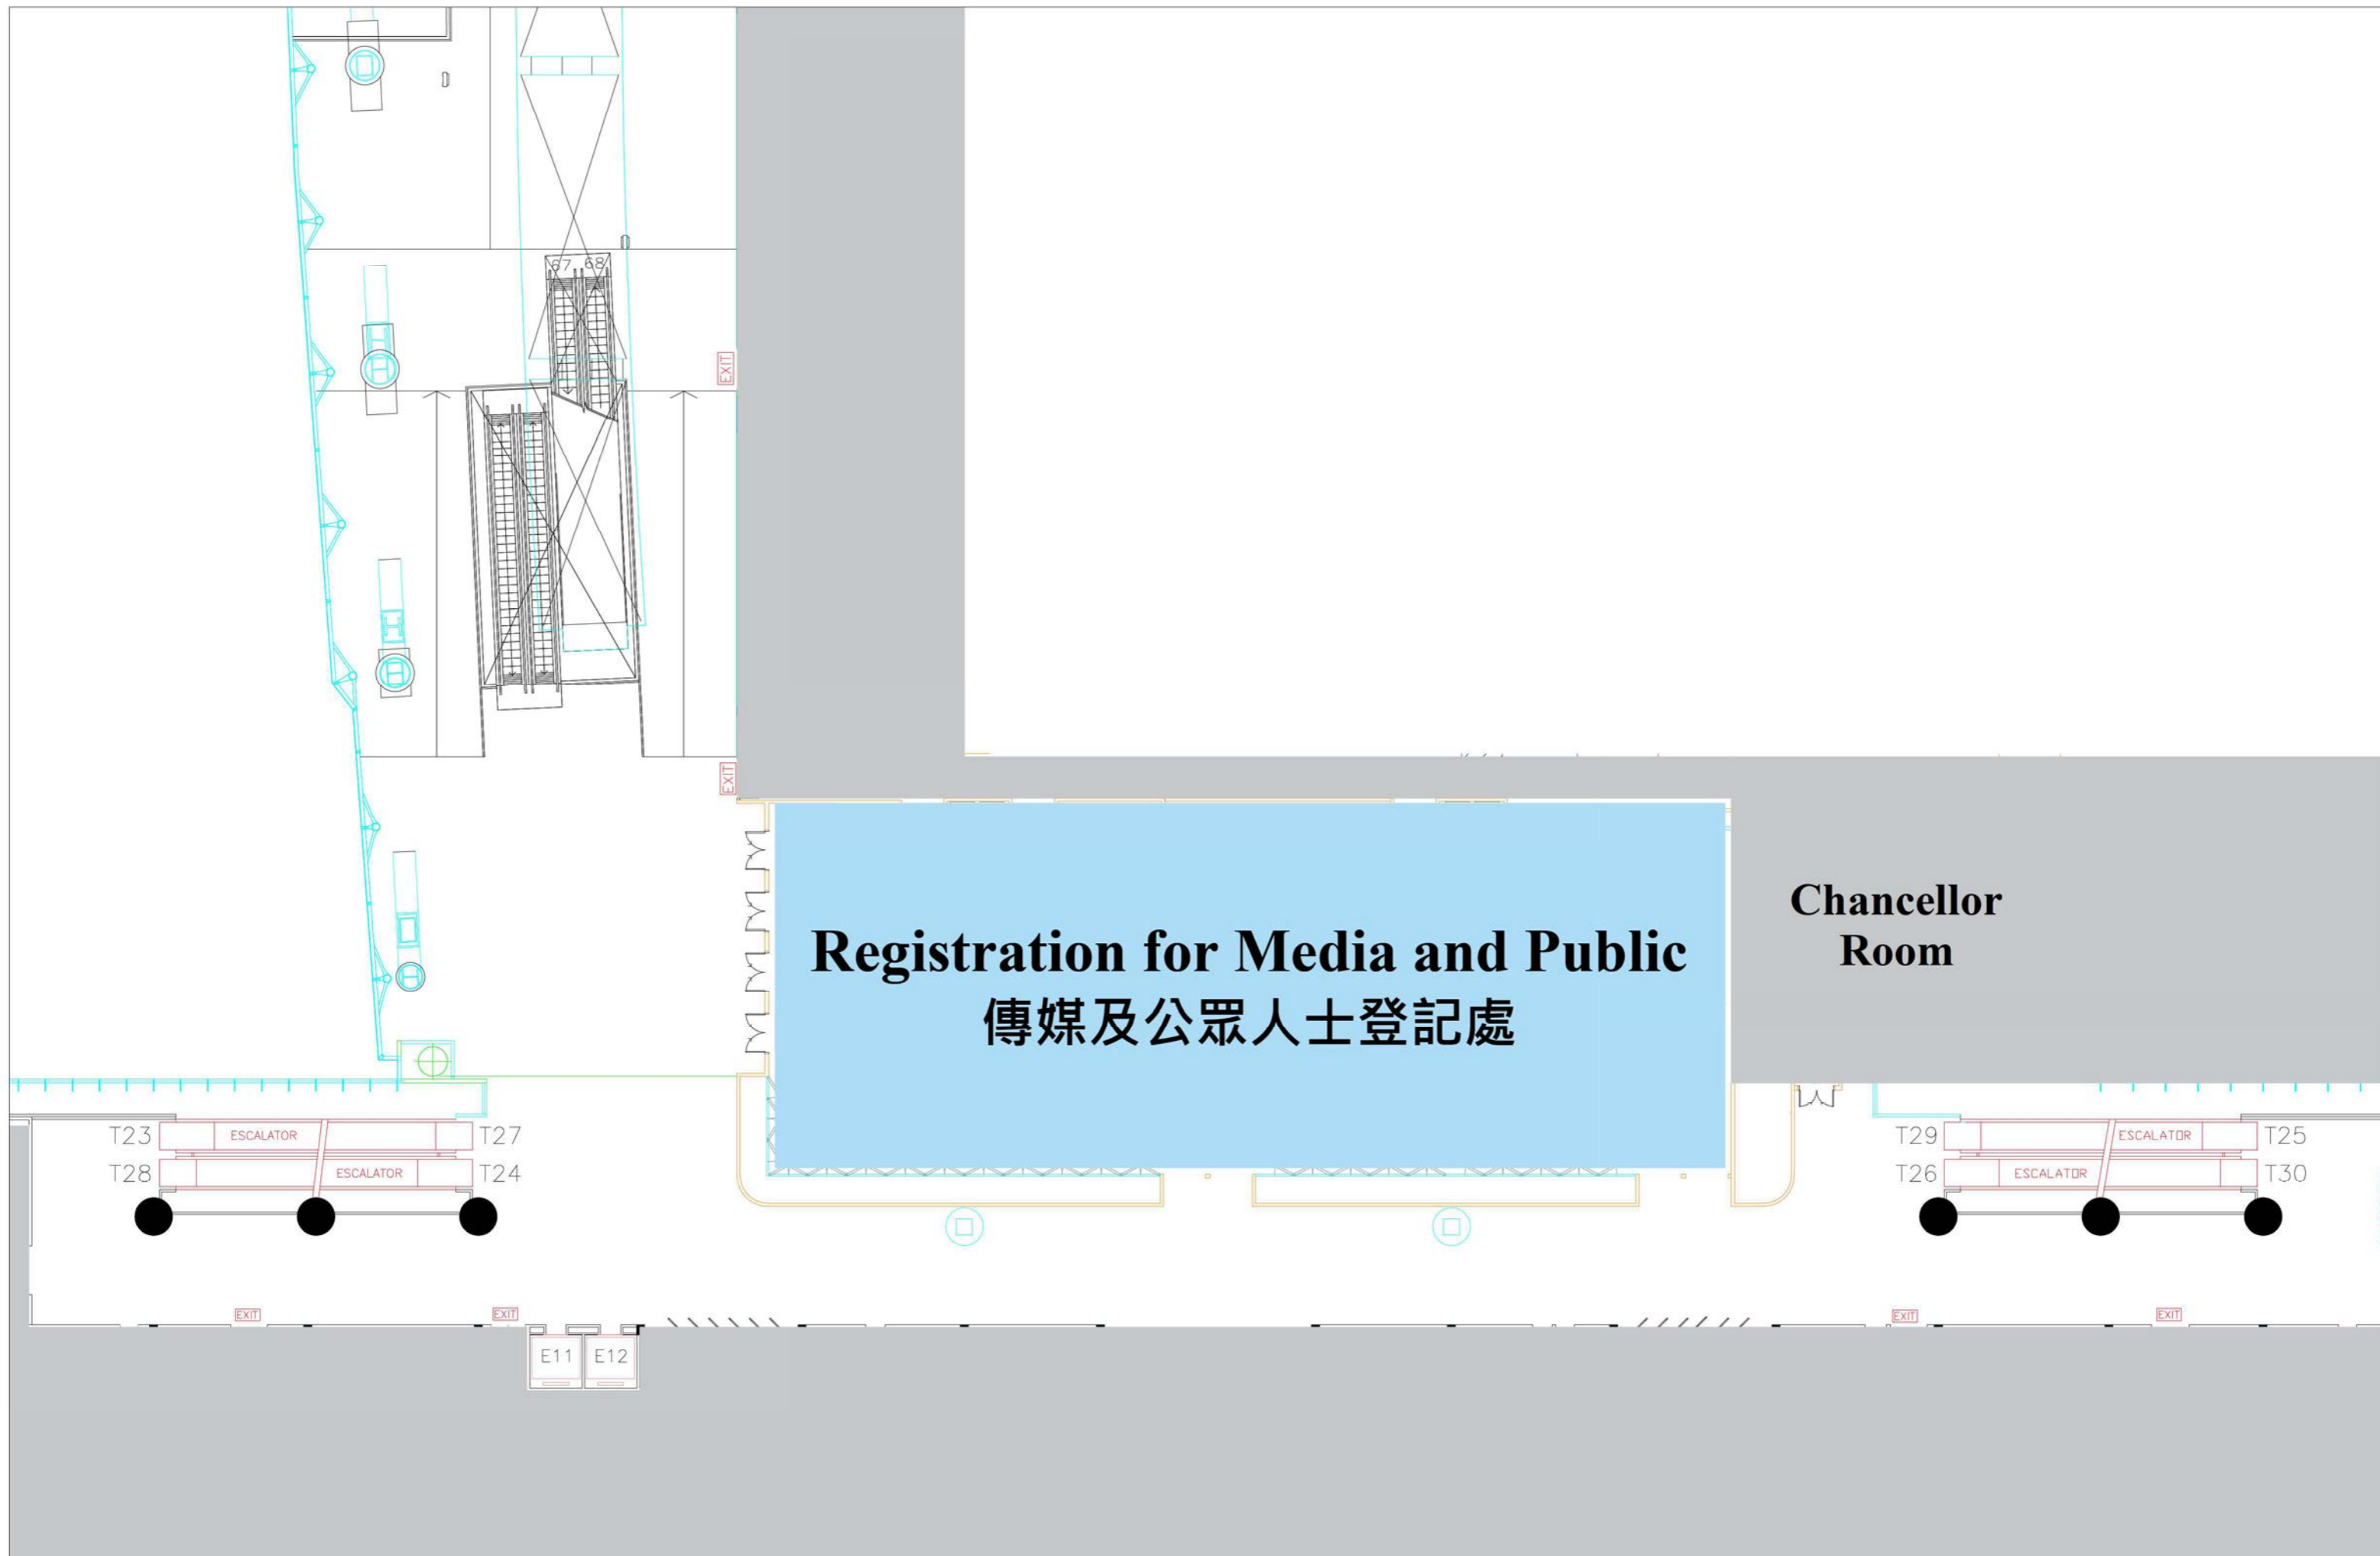 67 68
EXIT
EXIT
Registration for Media and Public
傳媒及公眾人士登記處
Chancellor
Room
T23 ESCALATOR T27
T28 ESCALATOR T24
T29 ESCALATOR T25
T26 ESCALATOR T30
EXIT
EXIT
EXIT
EXIT
E11 E12